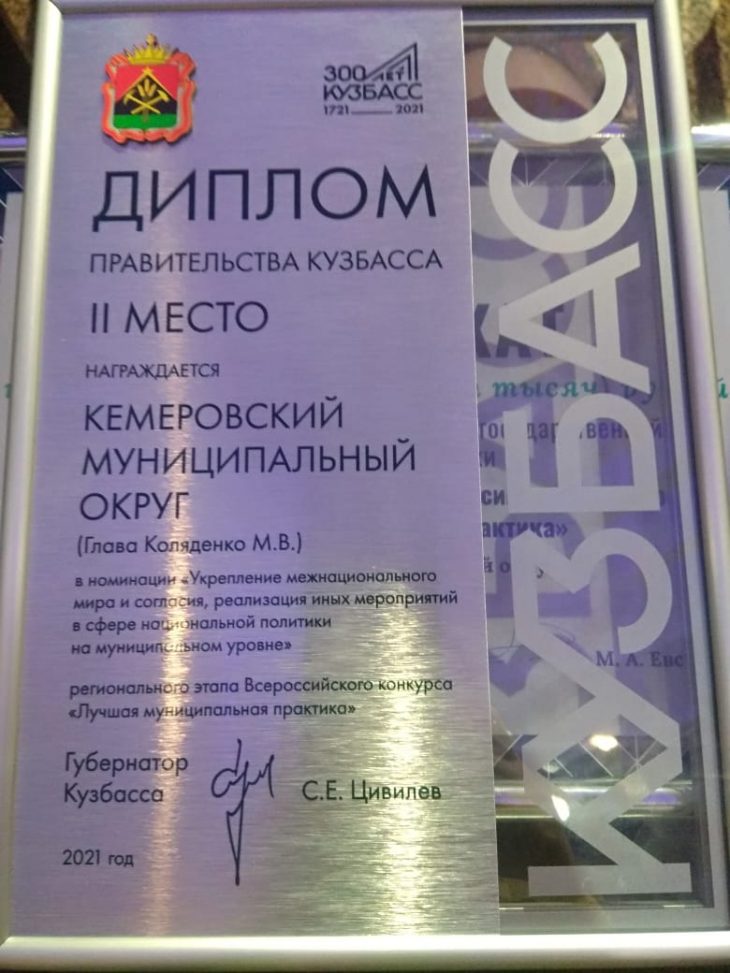 300 ЛЕТ
КУЗБАСС
1721 2021
ДИПЛОМ
ПРАВИТЕЛЬСТВА КУЗБАССА
II МЕСТО
НАГРАЖДАЕТСЯ
КЕМЕРОВСКИЙ
МУНИЦИПАЛЬНЫЙ
ОКРУГ
(Глава Коляденко М.В.)
в номинации «Укрепление межнационального
мира и согласия, реализация иных мероприятий
в сфере национальной политики
на муниципальном уровне»
регионального этапа Всероссийского конкурса
«Лучшая муниципальная практика»
Губернатор
Кузбасса
С.Е. Цивилев
2021 год
КУЗБАСС
тысяч
М. А. Евс